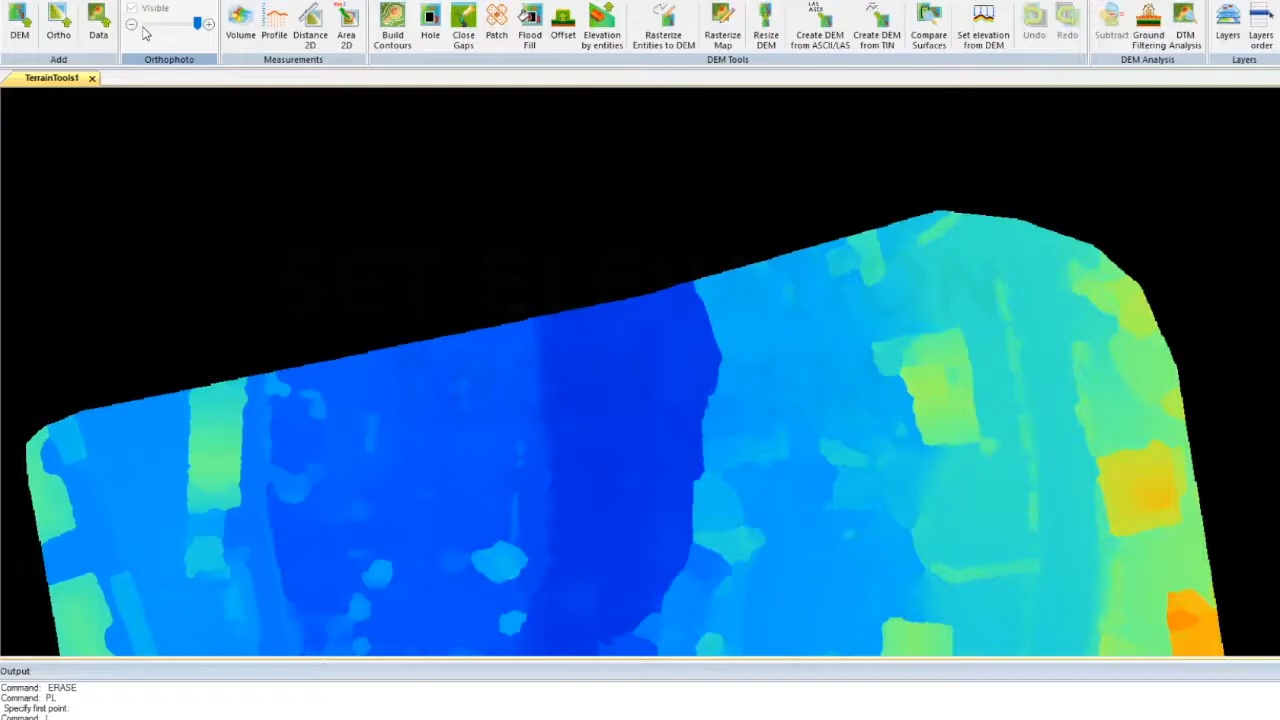 Visible
DEM
Ortho
Data
Volume
Profile
Distance
2D
Area
2D
Build
Contours
Hole
Close
Gaps
Patch
Flood
Fill
Offset
Elevation
by entities
Rasterize
Entities to DEM
Rasterize
Map
Resize
DEM
LAS
ASCII
Create DEM
from ASCII/LAS
Create DEM
from TIN
Compare
Surfaces
Set elevation
from DEM
Undo
Redo
Subtract
Ground
Filtering
DTM
Analysis
Layers
Layers
order
Add
Orthophoto
Measurements
DEM Tools
DEM Analysis
Layers
TerrainTools1
Output
Command: ERASE
Command: PL
Specify first point:
Command: L